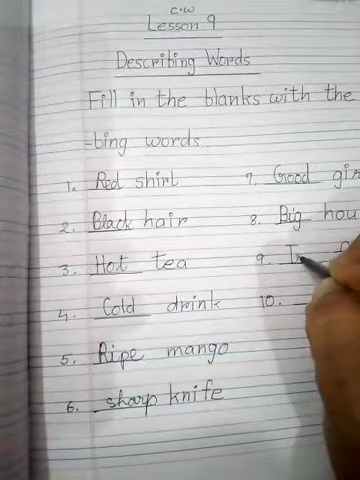 C.W
Lesson 9
Describing Words
Fill in the blanks with the
-bing words.
1. Red shirt
2. Black hair
3. Hot tea
4. Cold drink
5. Ripe mango
6. sharp knife
7. Good
8. Big
9.
10.